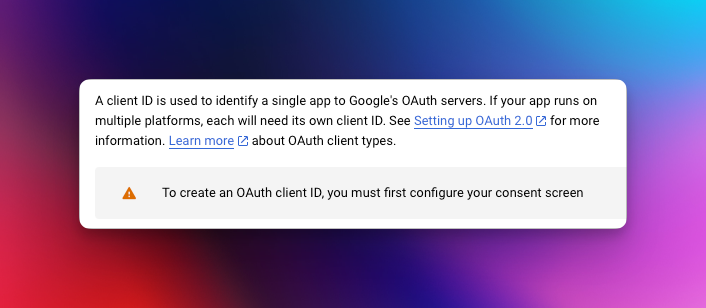 A client ID is used to identify a single app to Google's OAuth servers. If your app runs on
multiple platforms, each will need its own client ID. See Setting up OAuth 2.0 for more
information. Learn more about OAuth client types.
To create an OAuth client ID, you must first configure your consent screen